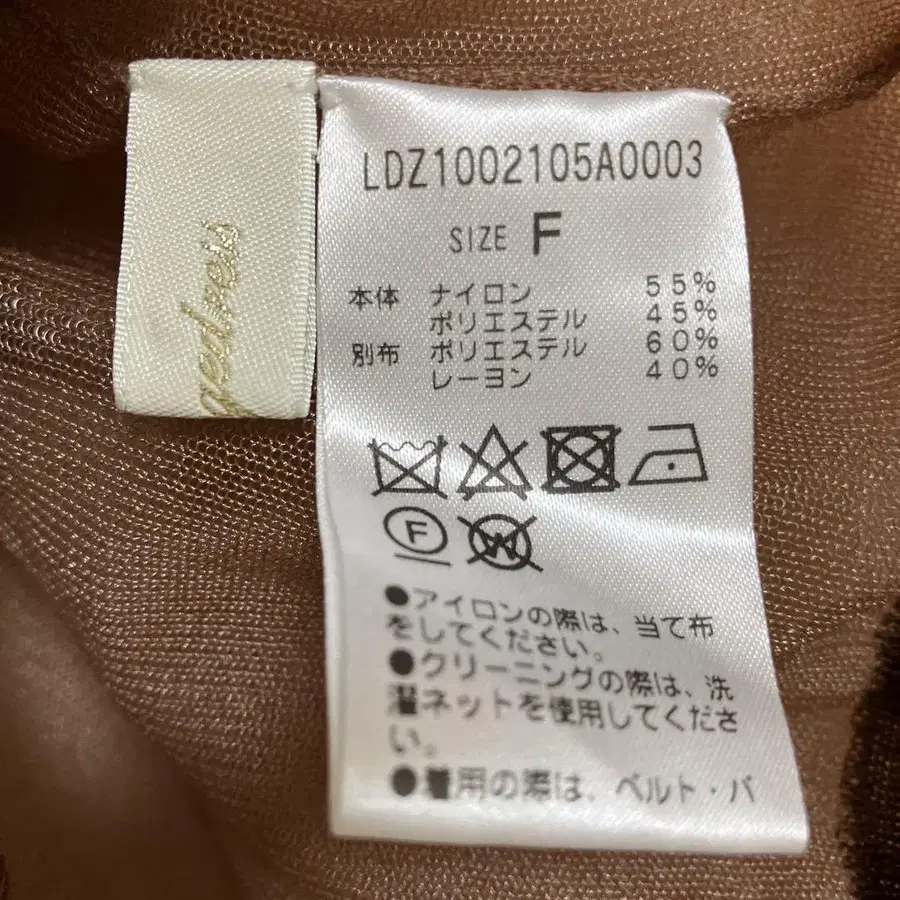 gedreis
LDZ1002105A0003
SIZE F
本体 ナイロン 55%
ポリエステル 45%
別布 ポリエステル 60%
レーヨン 40%
F
W
●アイロンの際は、当て布
をしてください。
●クリーニングの際は、洗
濯ネットを使用してくださ
い。
●着用の際は、ベルト・バ